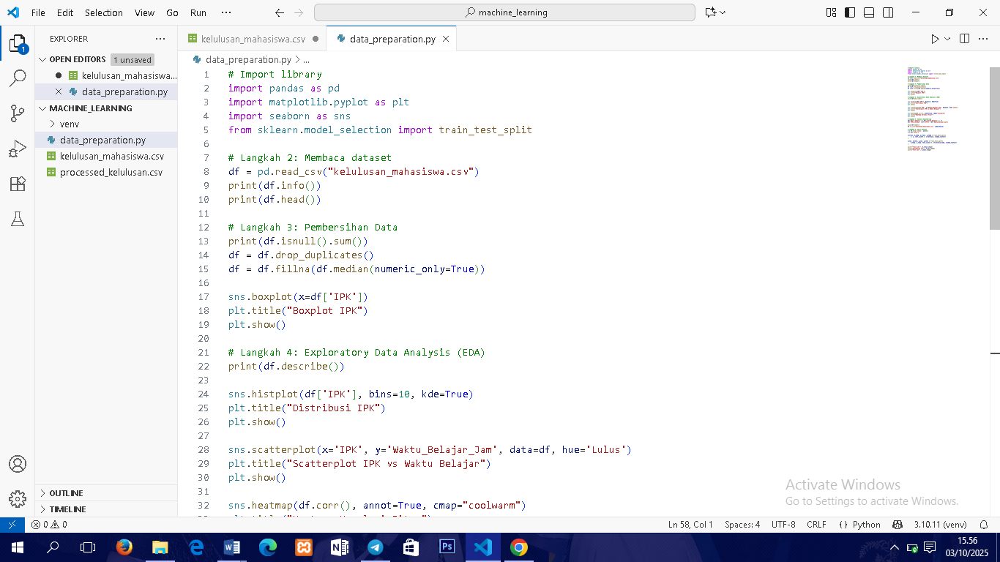 File Edit Selection View Go Run ···
machine_learning
EXPLORER
OPEN EDITORS 1 unsaved
kelulusan_mahasiswa...
data_preparation.py
MACHINE_LEARNING
venv
data_preparation.py
kelulusan_mahasiswa.csv
processed_kelulusan.csv
OUTLINE
TIMELINE
1
kelulusan_mahasiswa.csv
data_preparation.py
data_preparation.py > ...
1 # Import library
2 import pandas as pd
3 import matplotlib.pyplot as plt
4 import seaborn as sns
5 from sklearn.model_selection import train_test_split
6
7 # Langkah 2: Membaca dataset
8 df = pd.read_csv("kelulusan_mahasiswa.csv")
9 print(df.info())
10 print(df.head())
11
12 # Langkah 3: Pembersihan Data
13 print(df.isnull().sum())
14 df = df.drop_duplicates()
15 df = df.fillna(df.median(numeric_only=True))
16
17 sns.boxplot(x=df['IPK'])
18 plt.title("Boxplot IPK")
19 plt.show()
20
21 # Langkah 4: Exploratory Data Analysis (EDA)
22 print(df.describe())
23
24 sns.histplot(df['IPK'], bins=10, kde=True)
25 plt.title("Distribusi IPK")
26 plt.show()
27
28 sns.scatterplot(x='IPK', y='Waktu_Belajar_Jam', data=df, hue='Lulus')
29 plt.title("Scatterplot IPK vs Waktu Belajar")
30 plt.show()
31
32 sns.heatmap(df.corr(), annot=True, cmap="coolwarm")
Activate Windows
Go to Settings to activate Windows.
0 0
Ln 58, Col 1 Spaces: 4 UTF-8 CRLF {} Python 3.10.11 (venv)
15.56
03/10/2025